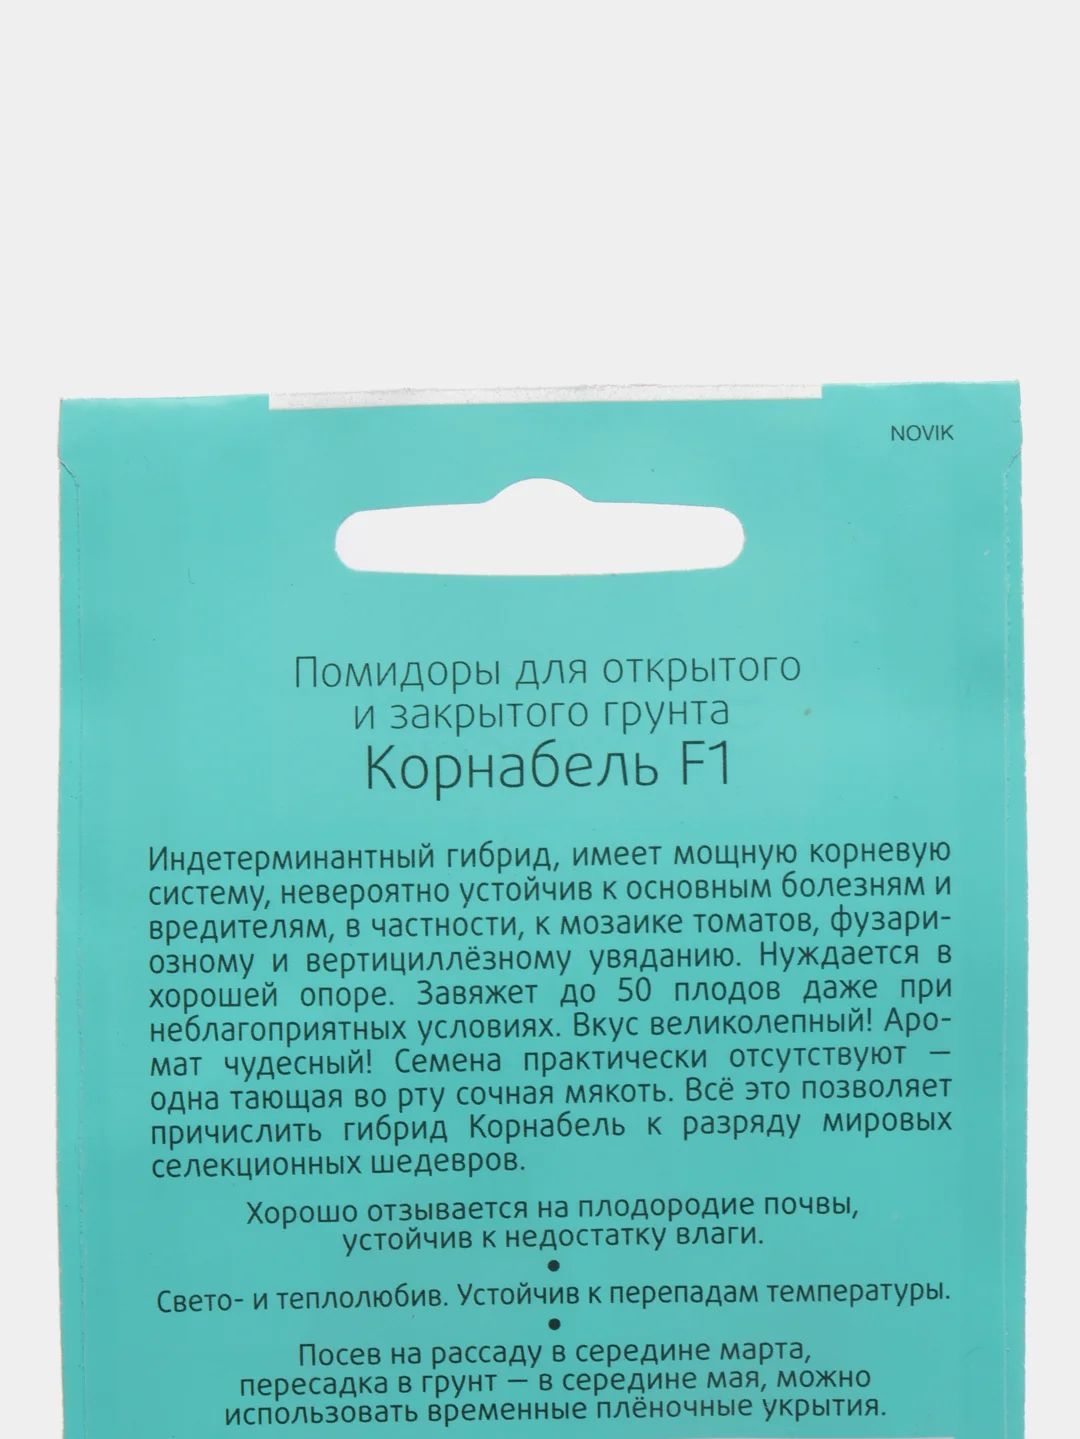 NOVIK
Помидоры для открытого
и закрытого грунта
Корнабель F1
Индетерминантный гибрид, имеет мощную корневую
систему, невероятно устойчив к основным болезням и
вредителям, в частности, к мозаике томатов, фузари-
озному и вертициллёзному увяданию. Нуждается в
хорошей опоре. Завяжет до 50 плодов даже при
неблагоприятных условиях. Вкус великолепный! Аро-
мат чудесный! Семена практически отсутствуют —
одна тающая во рту сочная мякоть. Всё это позволяет
причислить гибрид Корнабель к разряду мировых
селекционных шедевров.
Хорошо отзывается на плодородие почвы,
устойчив к недостатку влаги.
•
Свето- и теплолюбив. Устойчив к перепадам температуры.
•
Посев на рассаду в середине марта,
пересадка в грунт — в середине мая, можно
использовать временные плёночные укрытия.